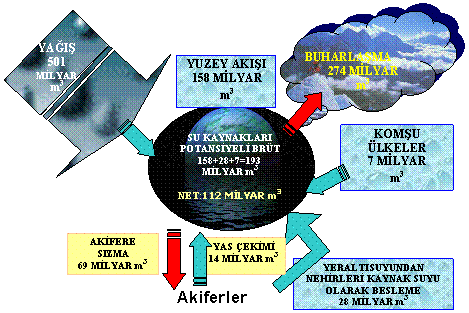 YAĞIŞ
501
MİLYAR
m³
YUZEY AKIŞI
158 MİLYAR
m³
BUHARLAŞMA
274 MİLYAR
m³
SU KAYNAKLARI
POTANSİYELİ BRÜT
158+28+7=193
MİLYAR m³
NET:112 MİLYAR m³
KOMŞU
ÜLKELER
7 MİLYAR
m³
AKİFERE
SIZMA
69 MİLYAR m³
YAS ÇEKİMİ
14 MİLYAR m³
Akiferler
YERALTISUYUNDAN
NEHİRLERİ KAYNAK SUYU
OLARAK BESLEME
28 MİLYAR m³